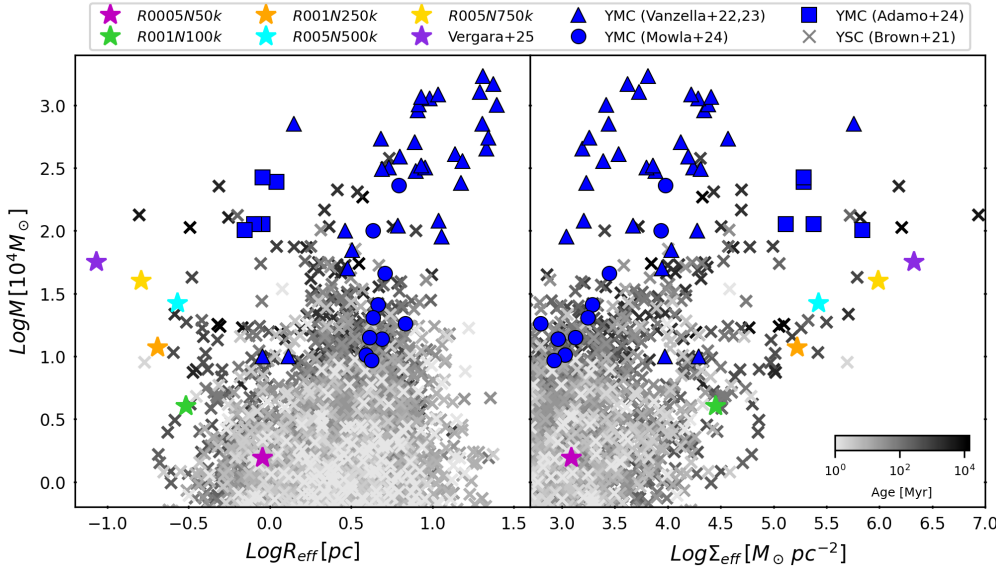 R0005N50k R001N250k R005N750k YMC (Vanzella+22,23) YMC (Adamo+24)
R001N100k R005N500k Vergara+25 YMC (Mowla+24) YSC (Brown+21)
LogM [10⁴M⊙]
3.0
2.5
2.0
1.5
1.0
0.5
0.0
10⁰ 10² 10⁴
Age [Myr]
−1.0 −0.5 0.0 0.5 1.0 1.5 3.0 3.5 4.0 4.5 5.0 5.5 6.0 6.5 7.0
LogR_eff [pc] LogΣ_eff [M⊙ pc⁻²]